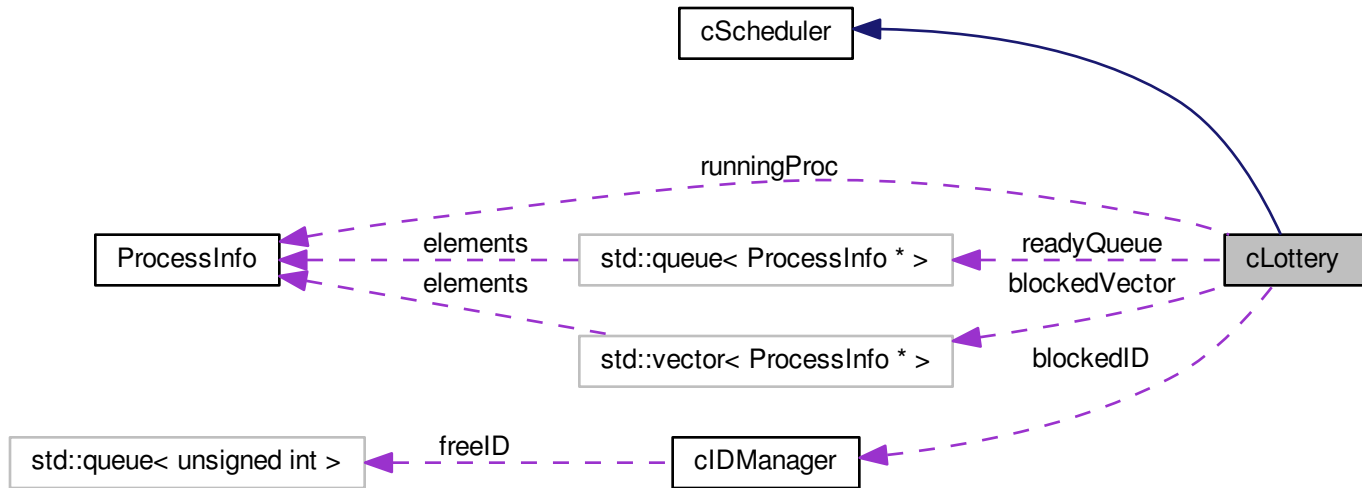 cScheduler
runningProc
ProcessInfo
elements
std::queue< ProcessInfo * >
readyQueue
cLottery
elements
blockedVector
std::vector< ProcessInfo * >
blockedID
std::queue< unsigned int >
freeID
cIDManager